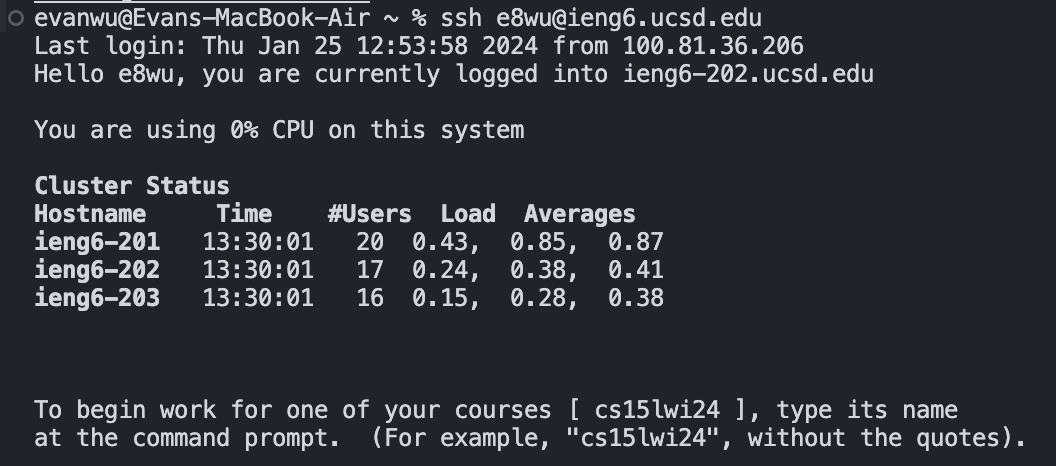 evanwu@Evans-MacBook-Air ~ % ssh e8wu@ieng6.ucsd.edu
Last login: Thu Jan 25 12:53:58 2024 from 100.81.36.206
Hello e8wu, you are currently logged into ieng6-202.ucsd.edu
You are using 0% CPU on this system
Cluster Status
Hostname     Time    #Users  Load  Averages
ieng6-201   13:30:01   20  0.43,  0.85,  0.87
ieng6-202   13:30:01   17  0.24,  0.38,  0.41
ieng6-203   13:30:01   16  0.15,  0.28,  0.38
To begin work for one of your courses [ cs15lwi24 ], type its name
at the command prompt.  (For example, "cs15lwi24", without the quotes).